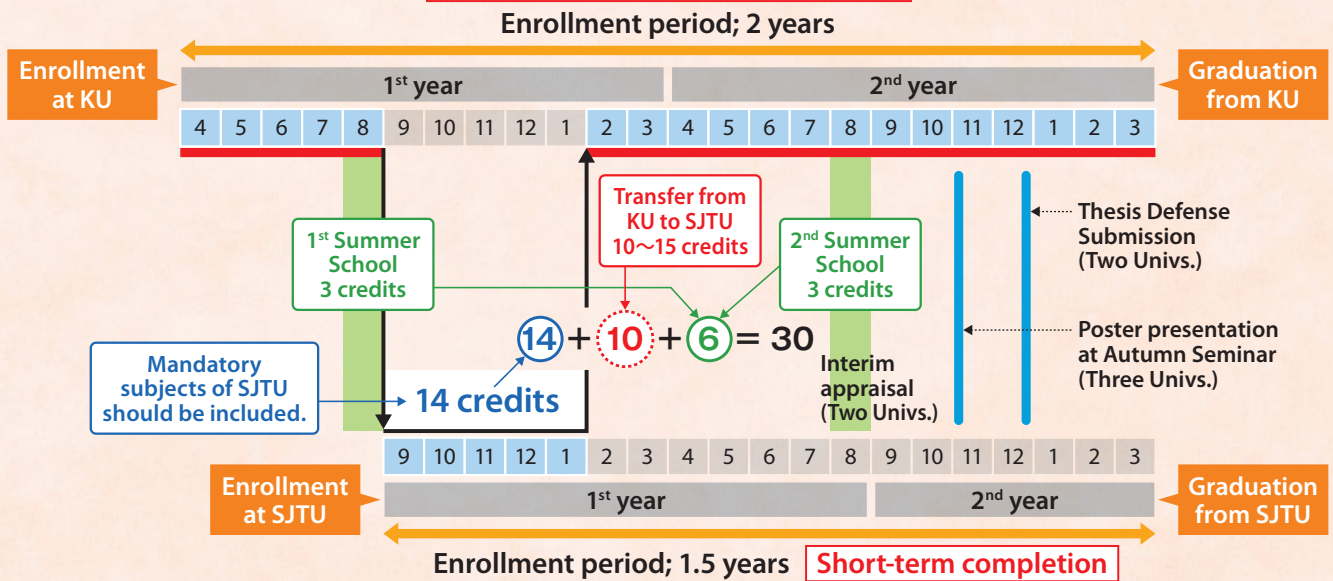 Enrollment period; 2 years
Enrollment
at KU
1st year
2nd year
Graduation
from KU
4 5 6 7 8 9 10 11 12 1 2 3 4 5 6 7 8 9 10 11 12 1 2 3
1st Summer
School
3 credits
Transfer from
KU to SJTU
10～15 credits
2nd Summer
School
3 credits
Thesis Defense
Submission
(Two Univs.)
14 + 10 + 6 = 30
Poster presentation
at Autumn Seminar
(Three Univs.)
Mandatory
subjects of SJTU
should be included.
14 credits
Interim
appraisal
(Two Univs.)
9 10 11 12 1 2 3 4 5 6 7 8 9 10 11 12 1 2 3
Enrollment
at SJTU
1st year
2nd year
Graduation
from SJTU
Enrollment period; 1.5 years Short-term completion